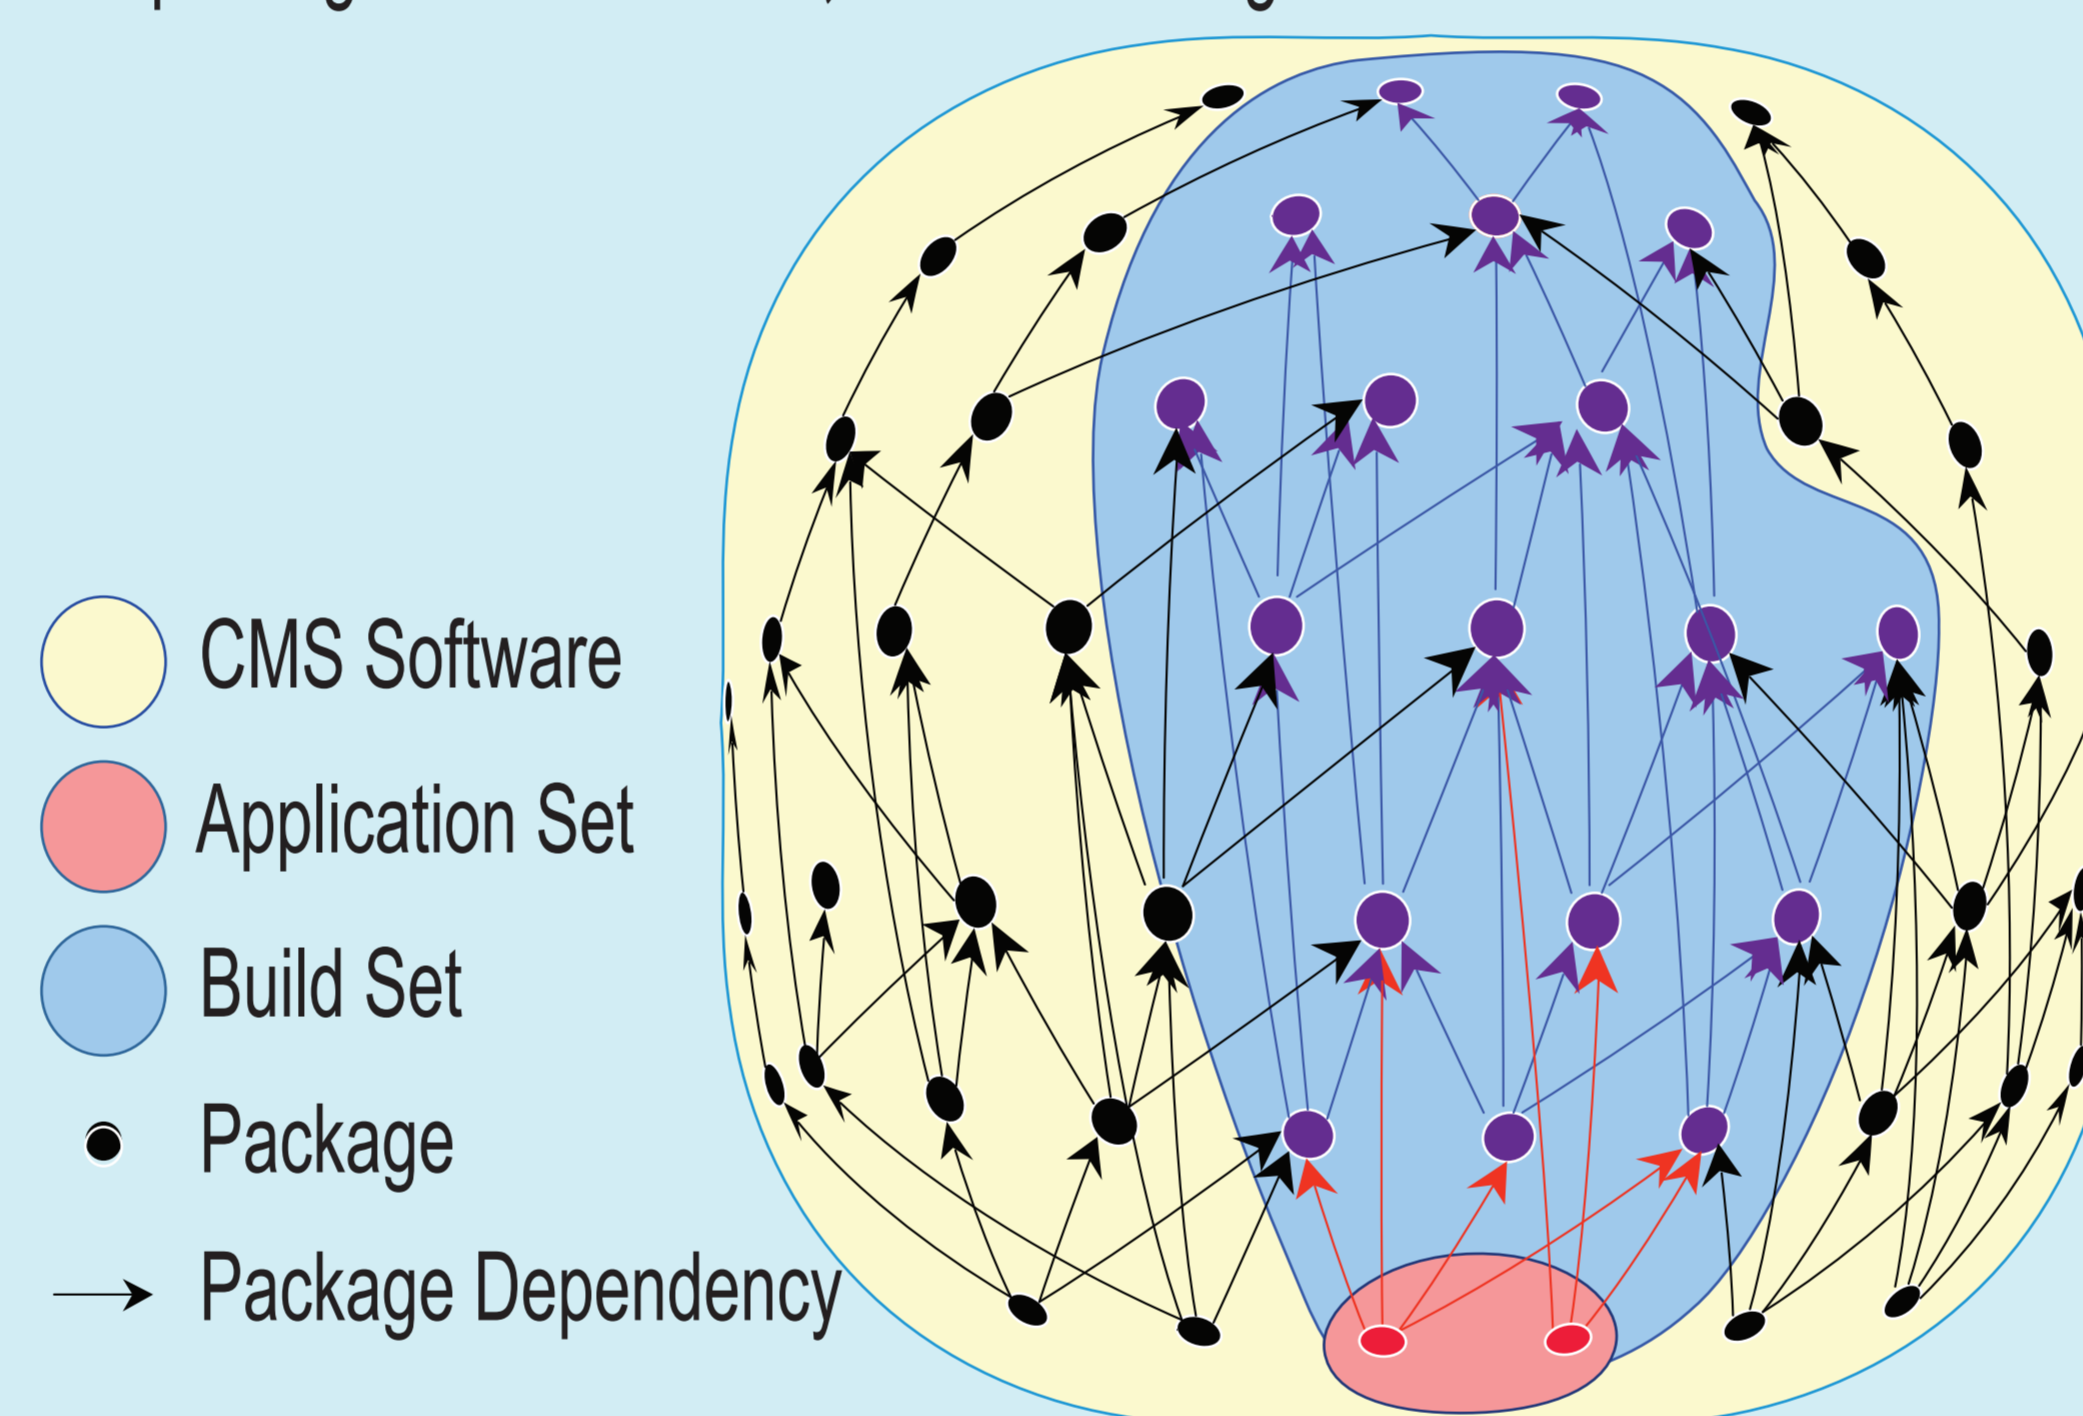 CMS Software
Application Set
Build Set
Package
Package Dependency